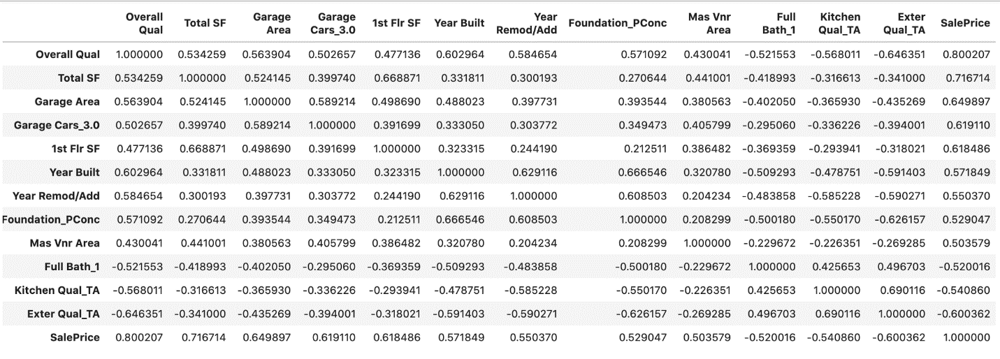 Overall Qual Total SF Garage Area Garage Cars_3.0 1st Flr SF Year Built Year Remod/Add Foundation_PConc Mas Vnr Area Full Bath_1 Kitchen Qual_TA Exter Qual_TA SalePrice
Overall Qual 1.000000 0.534259 0.563904 0.502657 0.477136 0.602964 0.584654 0.571092 0.430041 -0.521553 -0.568011 -0.646351 0.800207
Total SF 0.534259 1.000000 0.524145 0.399740 0.668871 0.331811 0.300193 0.270644 0.441001 -0.418993 -0.316613 -0.341000 0.716714
Garage Area 0.563904 0.524145 1.000000 0.589214 0.498690 0.488023 0.397731 0.393544 0.380563 -0.402050 -0.365930 -0.435269 0.649897
Garage Cars_3.0 0.502657 0.399740 0.589214 1.000000 0.391699 0.333050 0.303772 0.349473 0.405799 -0.295060 -0.336226 -0.394001 0.619110
1st Flr SF 0.477136 0.668871 0.498690 0.391699 1.000000 0.323315 0.244190 0.212511 0.386482 -0.369359 -0.293941 -0.318021 0.618486
Year Built 0.602964 0.331811 0.488023 0.333050 0.323315 1.000000 0.629116 0.666546 0.320780 -0.509293 -0.478751 -0.591403 0.571849
Year Remod/Add 0.584654 0.300193 0.397731 0.303772 0.244190 0.629116 1.000000 0.608503 0.204234 -0.483858 -0.585228 -0.590271 0.550370
Foundation_PConc 0.571092 0.270644 0.393544 0.349473 0.212511 0.666546 0.608503 1.000000 0.208299 -0.500180 -0.550170 -0.626157 0.529047
Mas Vnr Area 0.430041 0.441001 0.380563 0.405799 0.386482 0.320780 0.204234 0.208299 1.000000 -0.229672 -0.226351 -0.269285 0.503579
Full Bath_1 -0.521553 -0.418993 -0.402050 -0.295060 -0.369359 -0.509293 -0.483858 -0.500180 -0.229672 1.000000 0.425653 0.496703 -0.520016
Kitchen Qual_TA -0.568011 -0.316613 -0.365930 -0.336226 -0.293941 -0.478751 -0.585228 -0.550170 -0.226351 0.425653 1.000000 0.690116 -0.540860
Exter Qual_TA -0.646351 -0.341000 -0.435269 -0.394001 -0.318021 -0.591403 -0.590271 -0.626157 -0.269285 0.496703 0.690116 1.000000 -0.600362
SalePrice 0.800207 0.716714 0.649897 0.619110 0.618486 0.571849 0.550370 0.529047 0.503579 -0.520016 -0.540860 -0.600362 1.000000